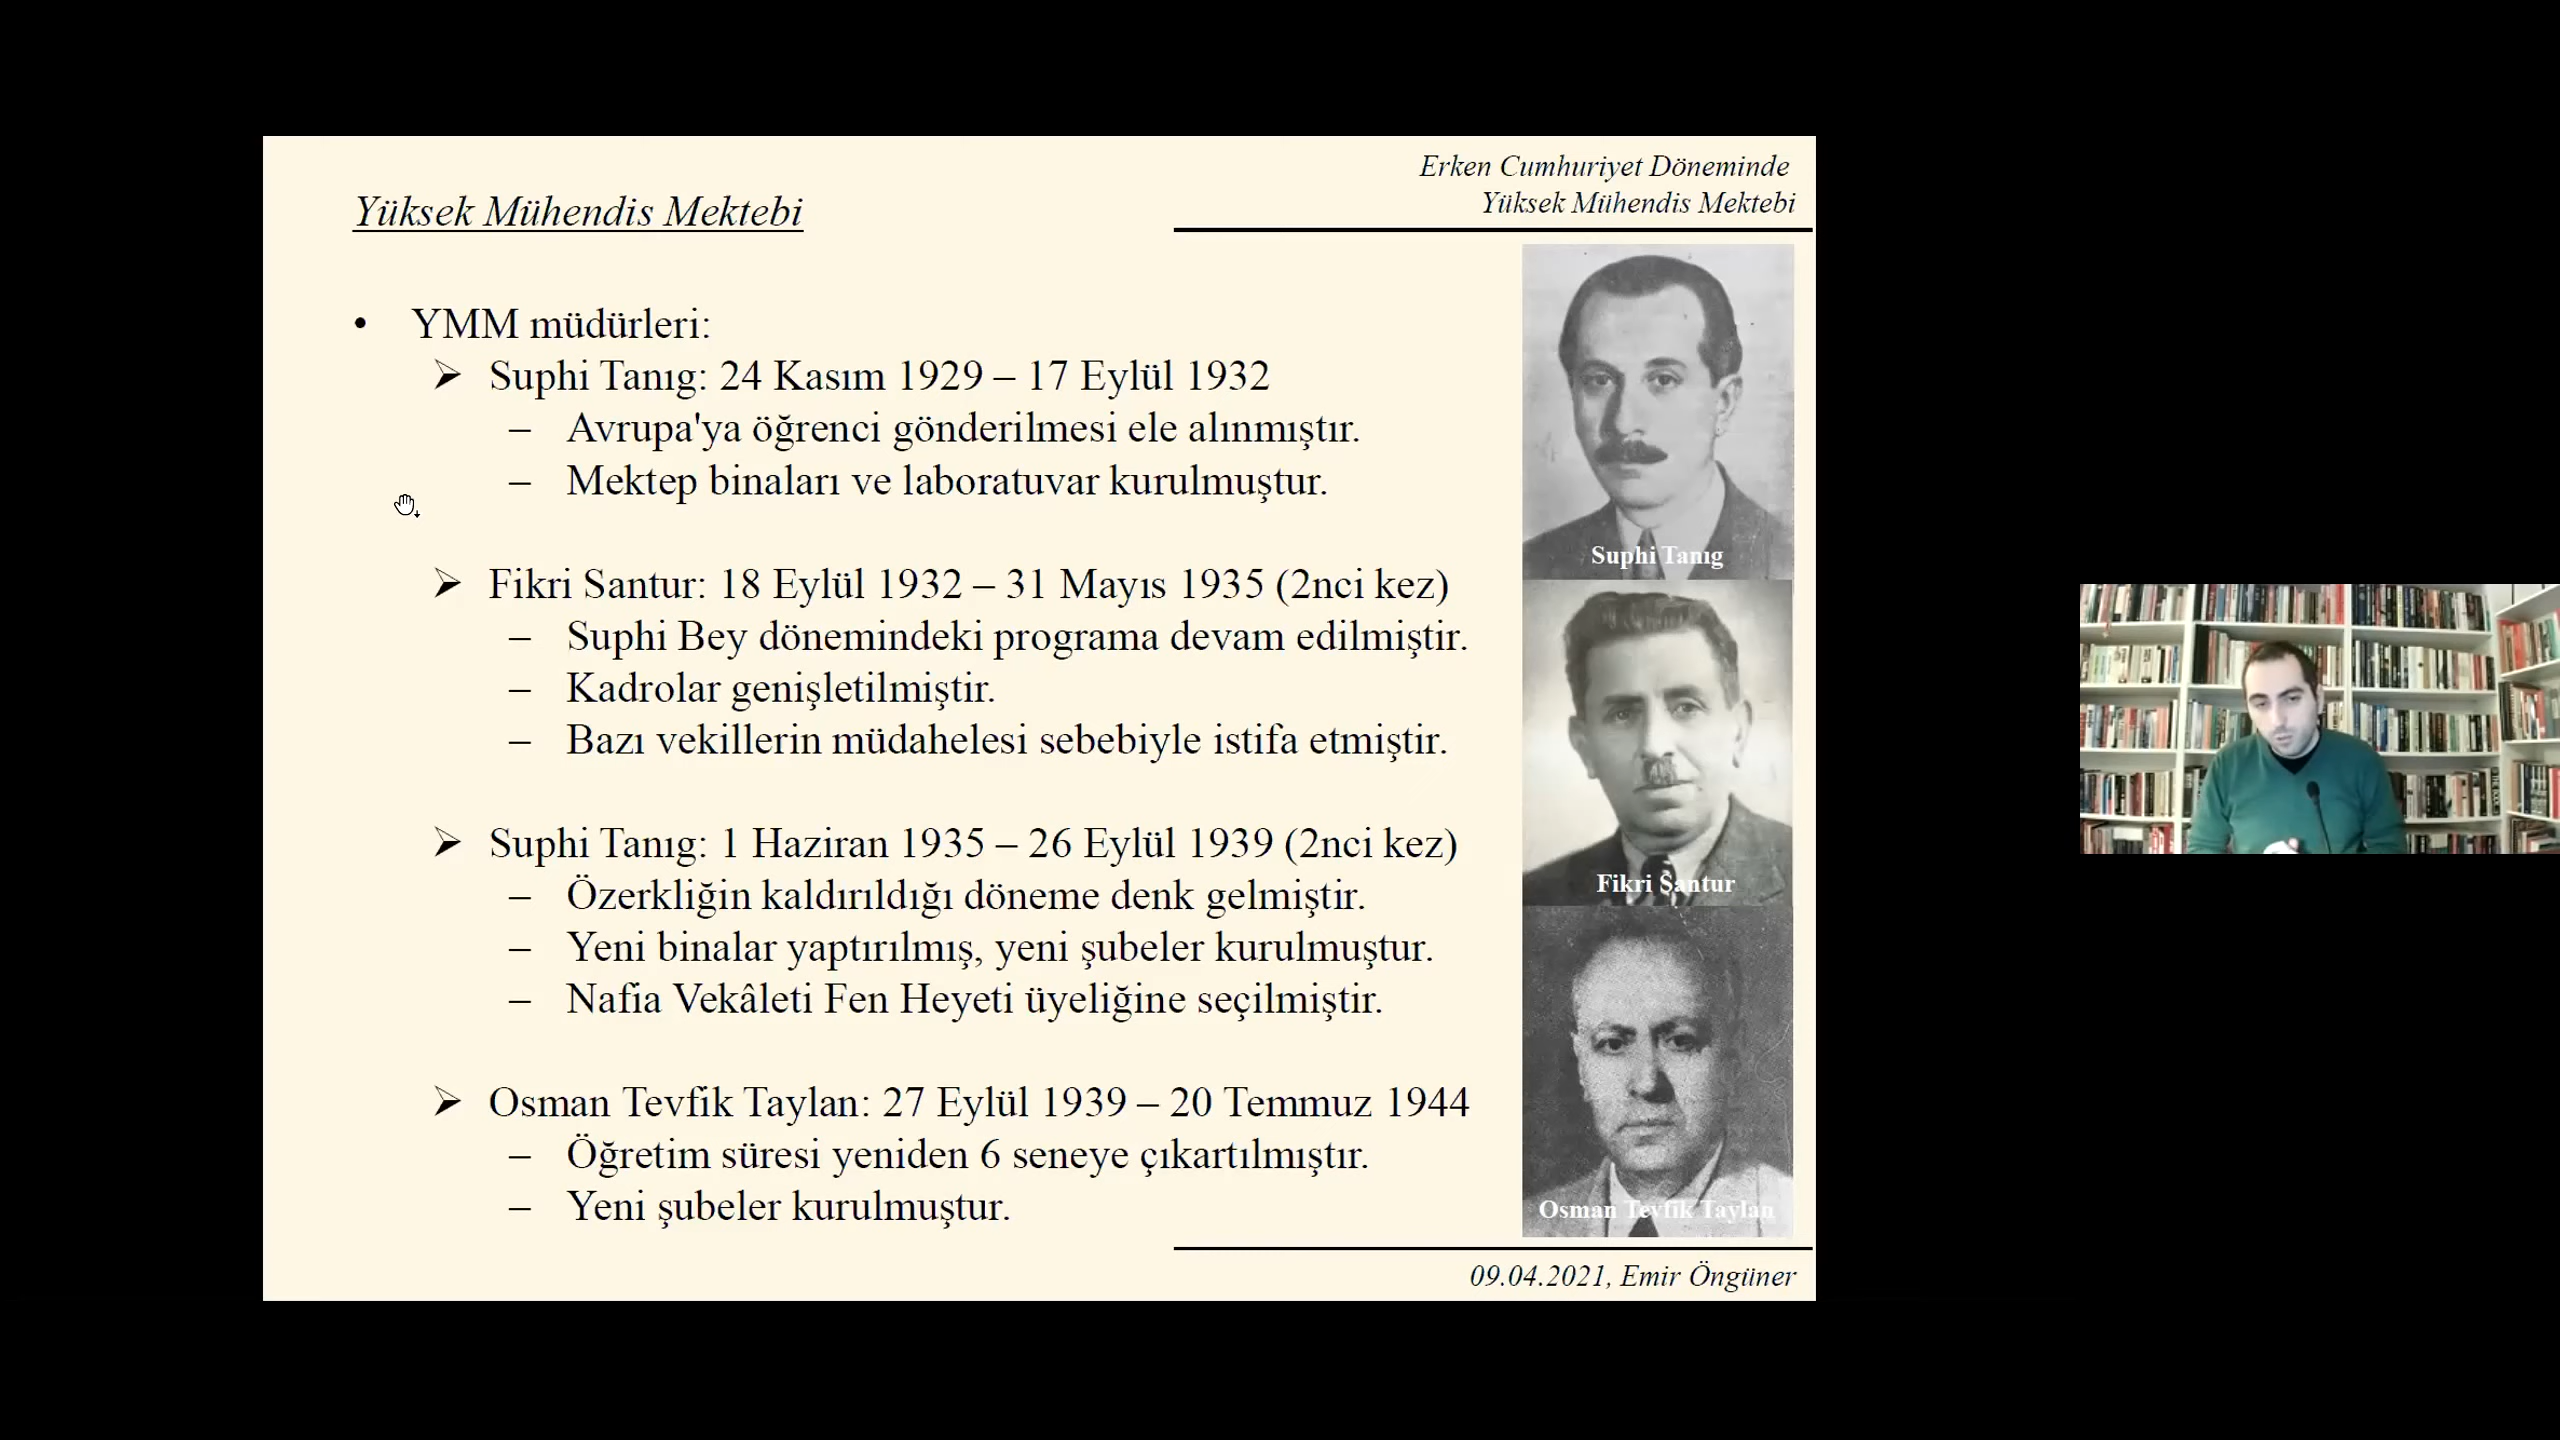 Erken Cumhuriyet Döneminde
Yüksek Mühendis Mektebi
Yüksek Mühendis Mektebi
• YMM müdürleri:
➢ Suphi Tanıg: 24 Kasım 1929 – 17 Eylül 1932
– Avrupa'ya öğrenci gönderilmesi ele alınmıştır.
– Mektep binaları ve laboratuvar kurulmuştur.
➢ Fikri Santur: 18 Eylül 1932 – 31 Mayıs 1935 (2nci kez)
– Suphi Bey dönemindeki programa devam edilmiştir.
– Kadrolar genişletilmiştir.
– Bazı vekillerin müdahelesi sebebiyle istifa etmiştir.
➢ Suphi Tanıg: 1 Haziran 1935 – 26 Eylül 1939 (2nci kez)
– Özerkliğin kaldırıldığı döneme denk gelmiştir.
– Yeni binalar yaptırılmış, yeni şubeler kurulmuştur.
– Nafia Vekâleti Fen Heyeti üyeliğine seçilmiştir.
➢ Osman Tevfik Taylan: 27 Eylül 1939 – 20 Temmuz 1944
– Öğretim süresi yeniden 6 seneye çıkartılmıştır.
– Yeni şubeler kurulmuştur.
Suphi Tanıg
Fikri Santur
Osman Tevfik Taylan
09.04.2021, Emir Öngüner